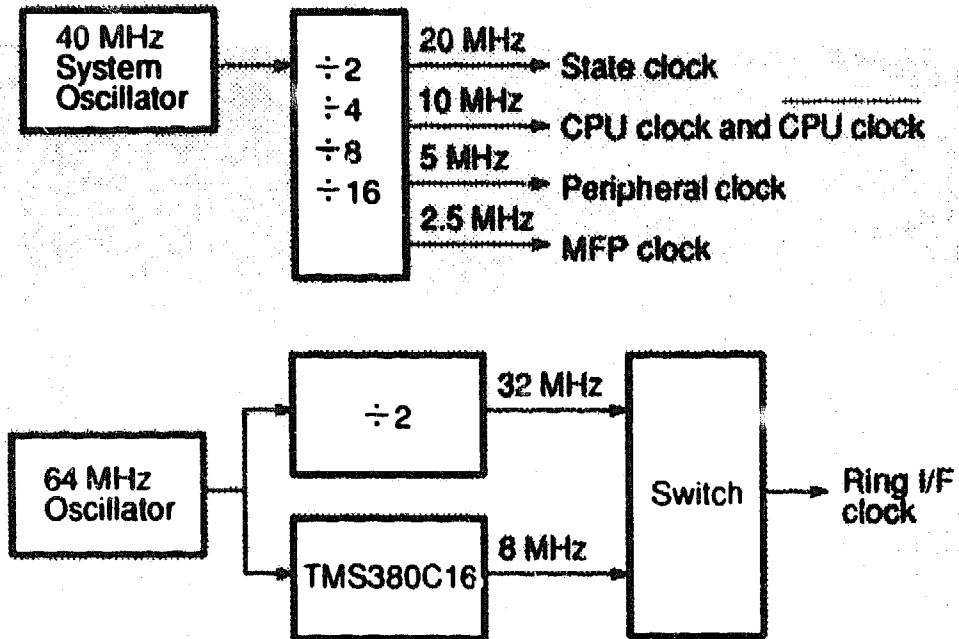 40 MHz
System
Oscillator
÷2
÷4
÷8
÷16
20 MHz
State clock
10 MHz
CPU clock and CPU clock
5 MHz
Peripheral clock
2.5 MHz
MFP clock
64 MHz
Oscillator
÷2
32 MHz
TMS380C16
8 MHz
Switch
Ring I/F
clock